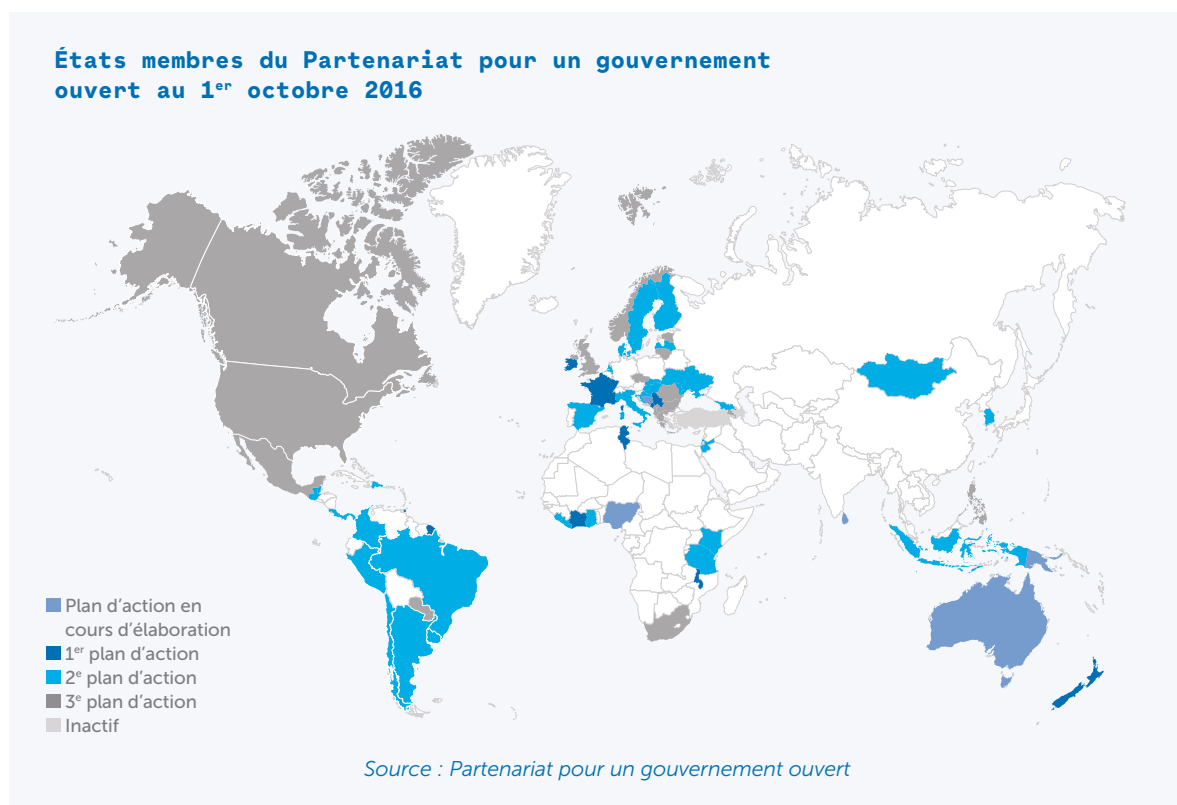 États membres du Partenariat pour un gouvernement
ouvert au 1er octobre 2016
Plan d'action en
cours d'élaboration
1er plan d'action
2e plan d'action
3e plan d'action
Inactif
Source : Partenariat pour un gouvernement ouvert